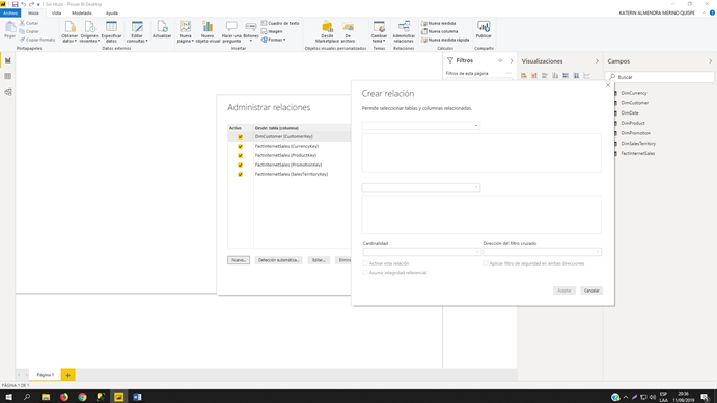 Sin título - Power BI Desktop
KATERIN ALMENDRA MERINO QUISPE
Archivo Inicio Vista Modelado Ayuda
Pegar
Cortar
Copiar
Copiar formato
Portapapeles
Obtener datos
Orígenes recientes
Especificar datos
Datos externos
Editar consultas
Actualizar
Nueva página
Nuevo objeto visual
Hacer una pregunta
Botones
Cuadro de texto
Imagen
Formas
Insertar
Desde Marketplace
De archivo
Objetos visuales personalizados
Cambiar tema
Temas
Administrar relaciones
Relaciones
Nueva medida
Nueva columna
Nueva medida rápida
Cálculos
Publicar
Compartir
Filtros
Filtros de esta página
Visualizaciones
Campos
Buscar
DimCurrency
DimCustomer
DimDate
DimProduct
DimPromotion
DimSalesTerritory
FactInternetSales
Administrar relaciones
Activo Desde: tabla (columna)
DimCustomer (CustomerKey)
FactInternetSales (CurrencyKey)
FactInternetSales (ProductKey)
FactInternetSales (PromotionKey)
FactInternetSales (SalesTerritoryKey)
Nuevo... Detección automática... Editar...
Crear relación
Permite seleccionar tablas y columnas relacionadas.
Cardinalidad
Dirección del filtro cruzado
Activar esta relación
Aplicar filtro de seguridad en ambas direcciones
Asumir integridad referencial
Aceptar Cancelar
Página 1
PÁGINA 1 DE 1
ESP
LAA
20:36
11/09/2019